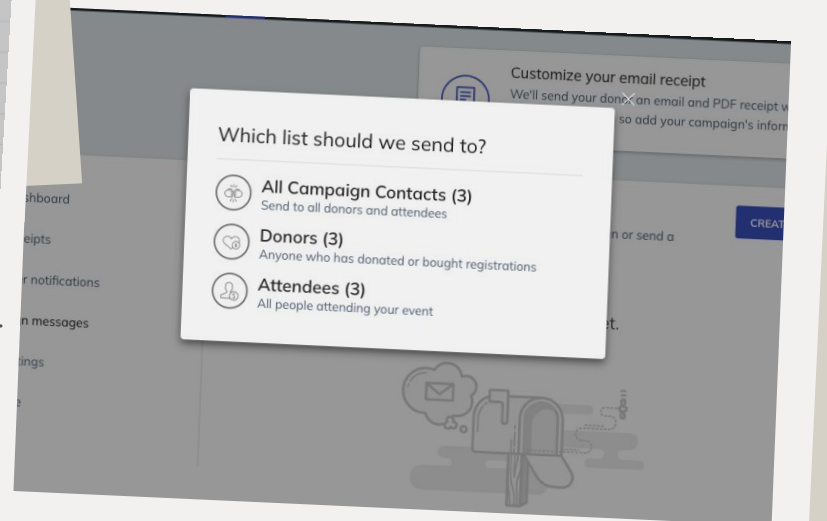 Customize your email receipt
We'll send your dono an email and PDF receipt w
so add your campaign's inform
Which list should we send to?
All Campaign Contacts (3)
Send to all donors and attendees
Donors (3)
Anyone who has donated or bought registrations
Attendees (3)
All people attending your event
shboard
eipts
r notifications
n messages
tings
e
n or send a
CREAT
et.